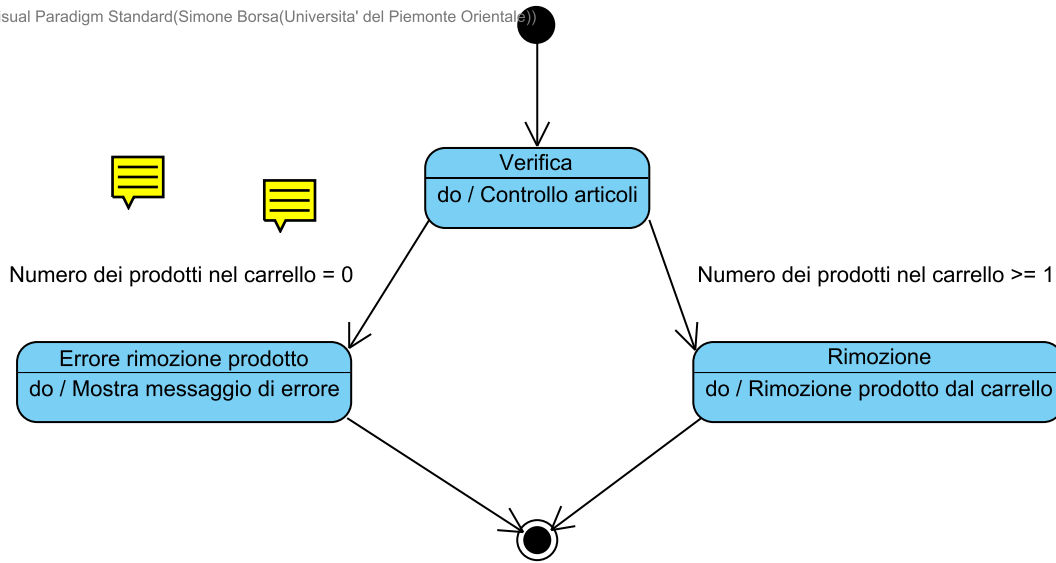 isual Paradigm Standard(Simone Borsa(Universita' del Piemonte Orientale))
Verifica
do / Controllo articoli
Numero dei prodotti nel carrello = 0
Numero dei prodotti nel carrello >= 1
Errore rimozione prodotto
do / Mostra messaggio di errore
Rimozione
do / Rimozione prodotto dal carrello